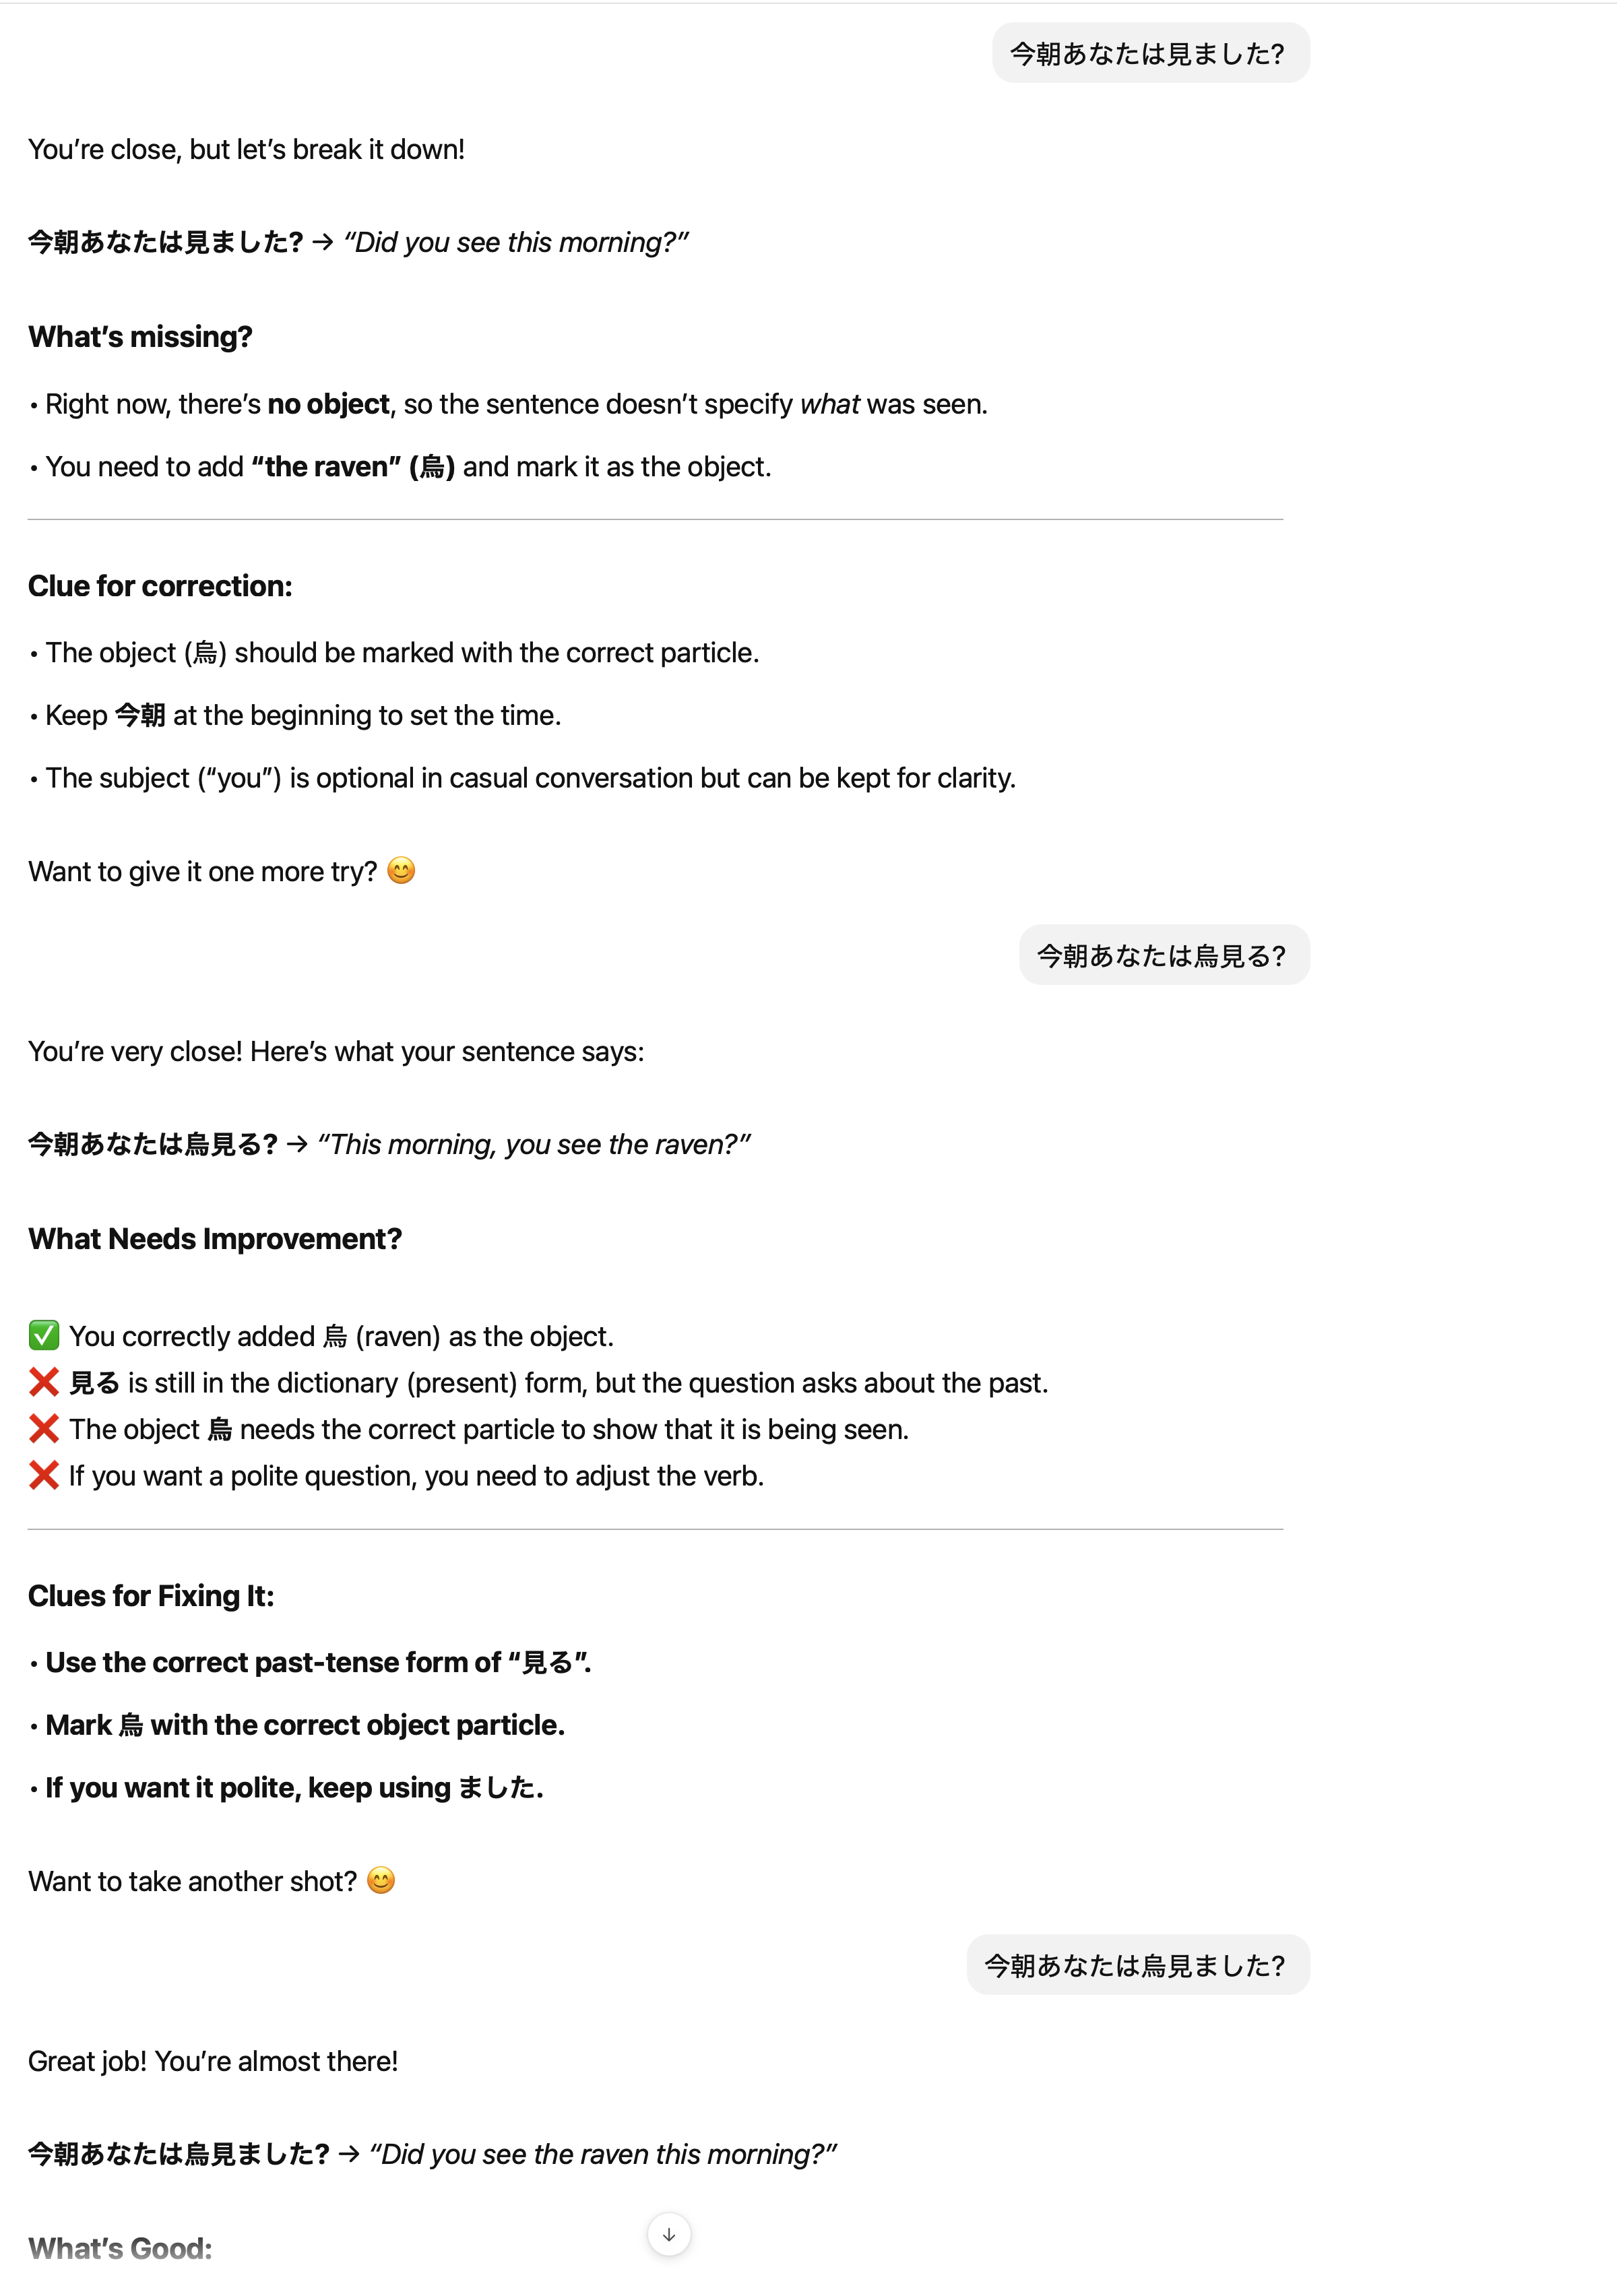 今朝あなたは見ました?
You're close, but let's break it down!
今朝あなたは見ました? → “Did you see this morning?”
What's missing?
• Right now, there's no object, so the sentence doesn't specify what was seen.
• You need to add “the raven” (烏) and mark it as the object.
Clue for correction:
• The object (烏) should be marked with the correct particle.
• Keep 今朝 at the beginning to set the time.
• The subject (“you”) is optional in casual conversation but can be kept for clarity.
Want to give it one more try? 😊
今朝あなたは烏見る?
You're very close! Here's what your sentence says:
今朝あなたは烏見る? → “This morning, you see the raven?”
What Needs Improvement?
✅ You correctly added 烏 (raven) as the object.
❌ 見る is still in the dictionary (present) form, but the question asks about the past.
❌ The object 烏 needs the correct particle to show that it is being seen.
❌ If you want a polite question, you need to adjust the verb.
Clues for Fixing It:
• Use the correct past-tense form of “見る”.
• Mark 烏 with the correct object particle.
• If you want it polite, keep using ました.
Want to take another shot? 😊
今朝あなたは烏見ました?
Great job! You're almost there!
今朝あなたは烏見ました? → “Did you see the raven this morning?”
What's Good: